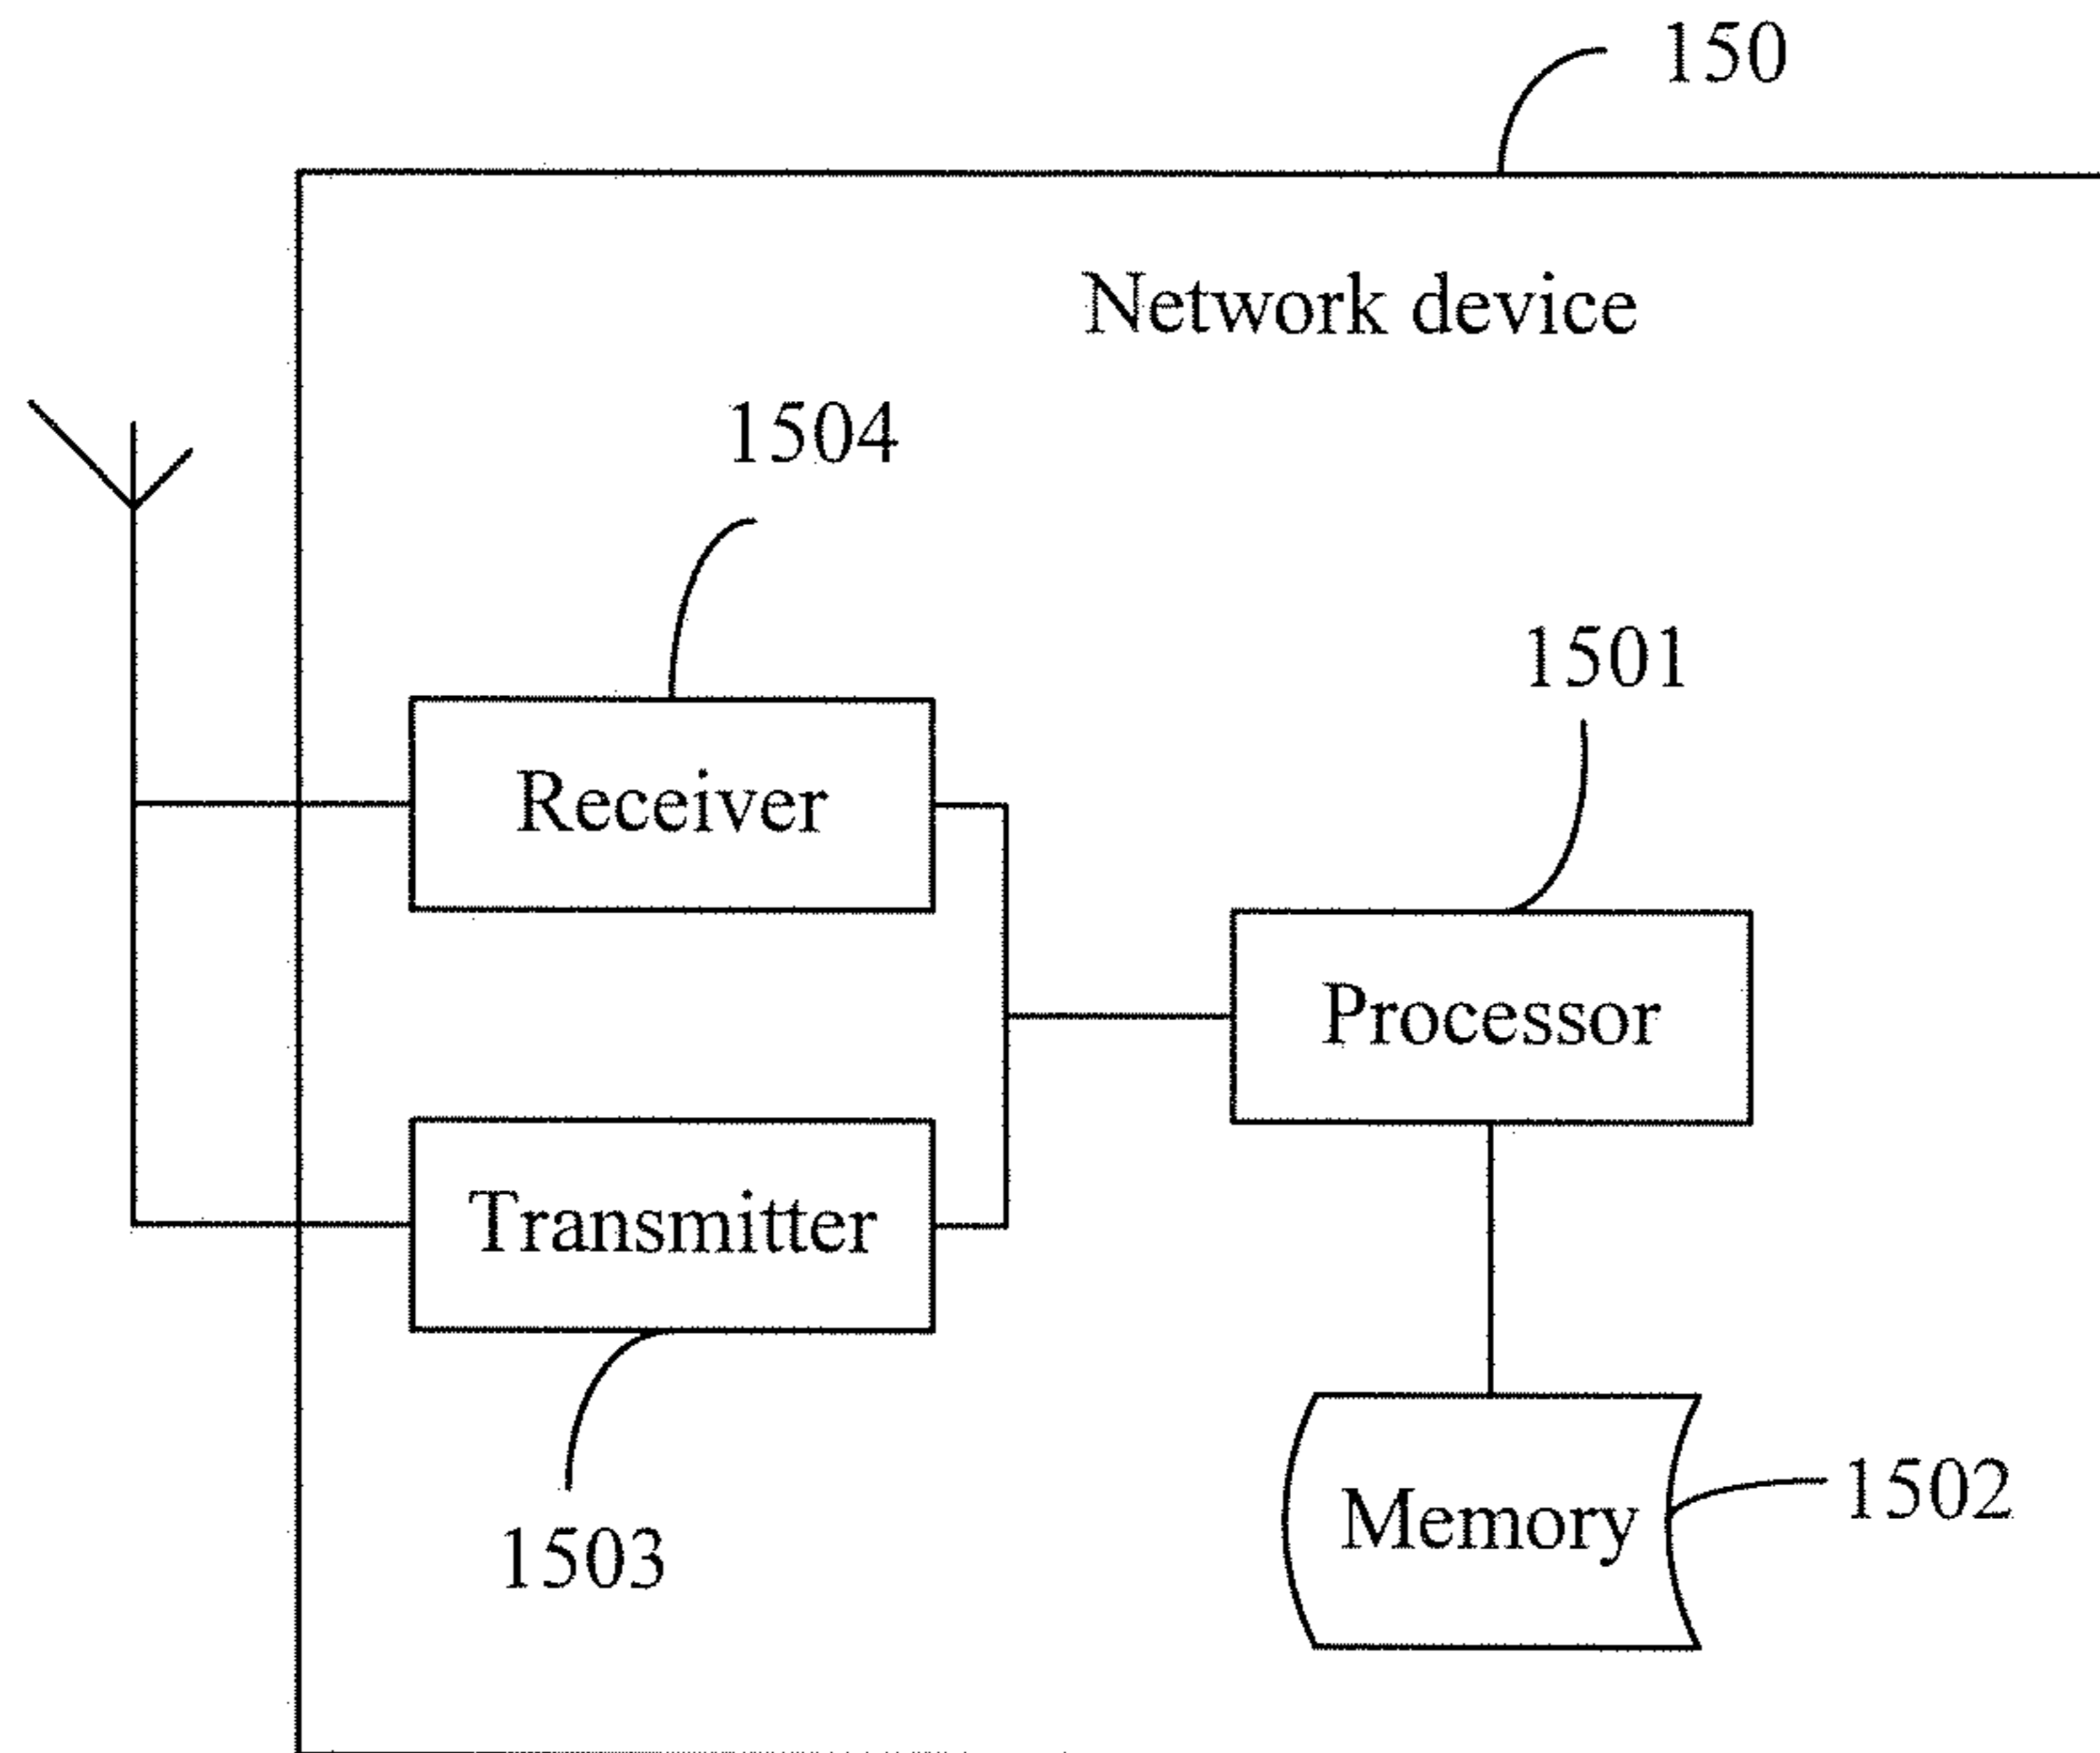 150
Network device
1504
1501
Receiver
Processor
Transmitter
1502
Memory
1503